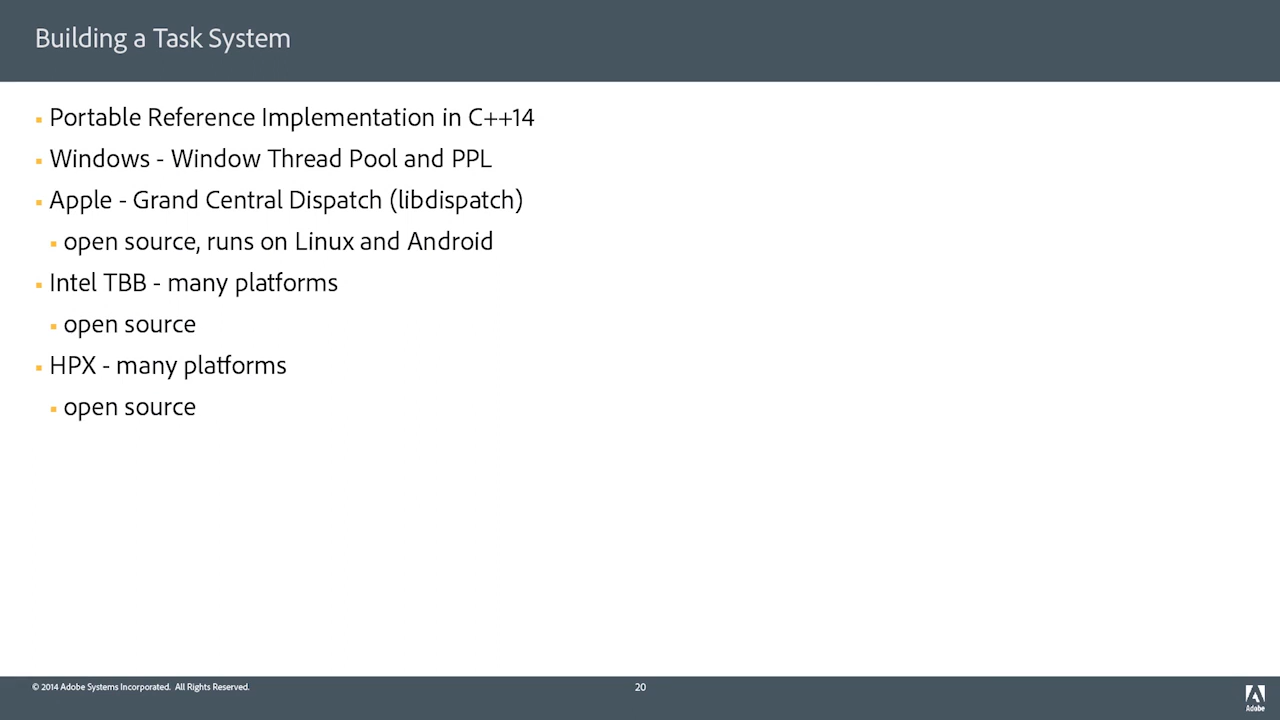 Building a Task System
Portable Reference Implementation in C++14
Windows - Window Thread Pool and PPL
Apple - Grand Central Dispatch (libdispatch)
open source, runs on Linux and Android
Intel TBB - many platforms
open source
HPX - many platforms
open source
© 2014 Adobe Systems Incorporated. All Rights Reserved.
20
Adobe